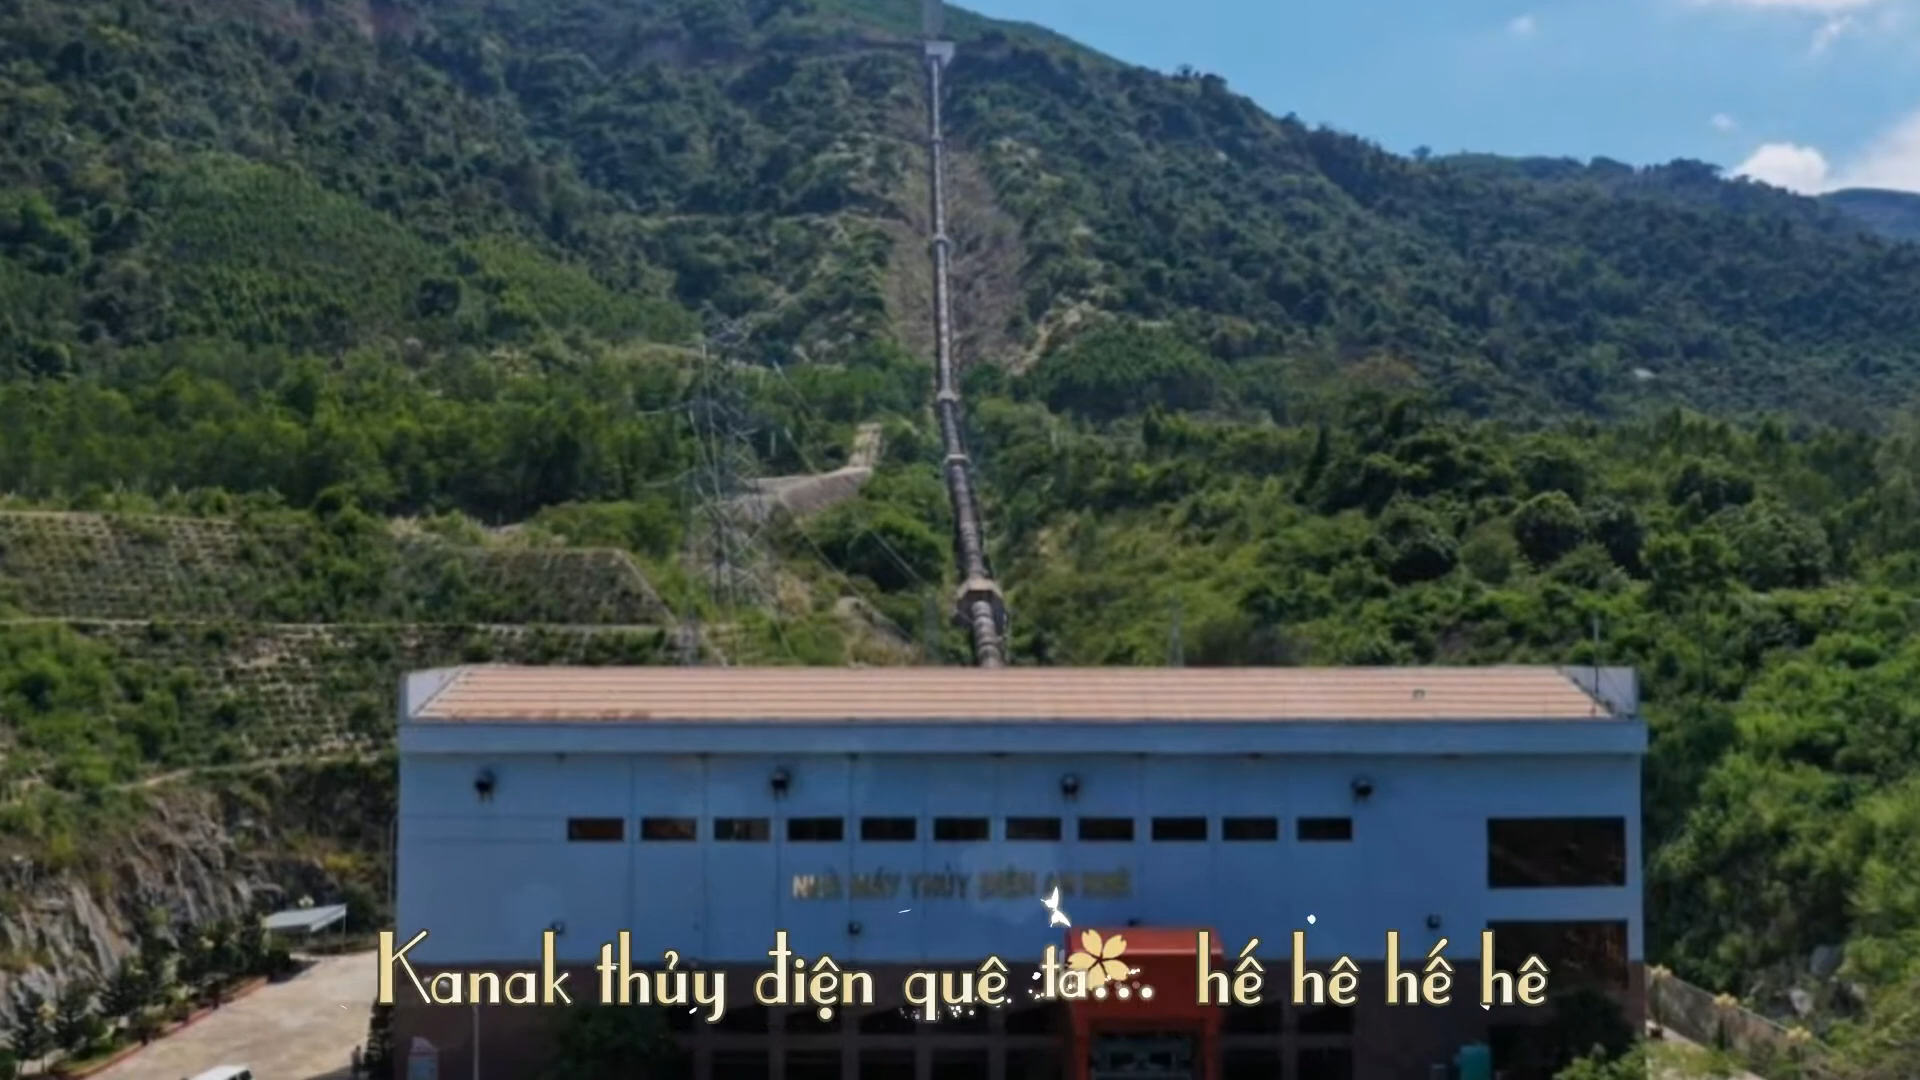 NHÀ MÁY THỦY ĐIỆN AN KHÊ
Kanak thủy điện quê ta... hế hê hế hê